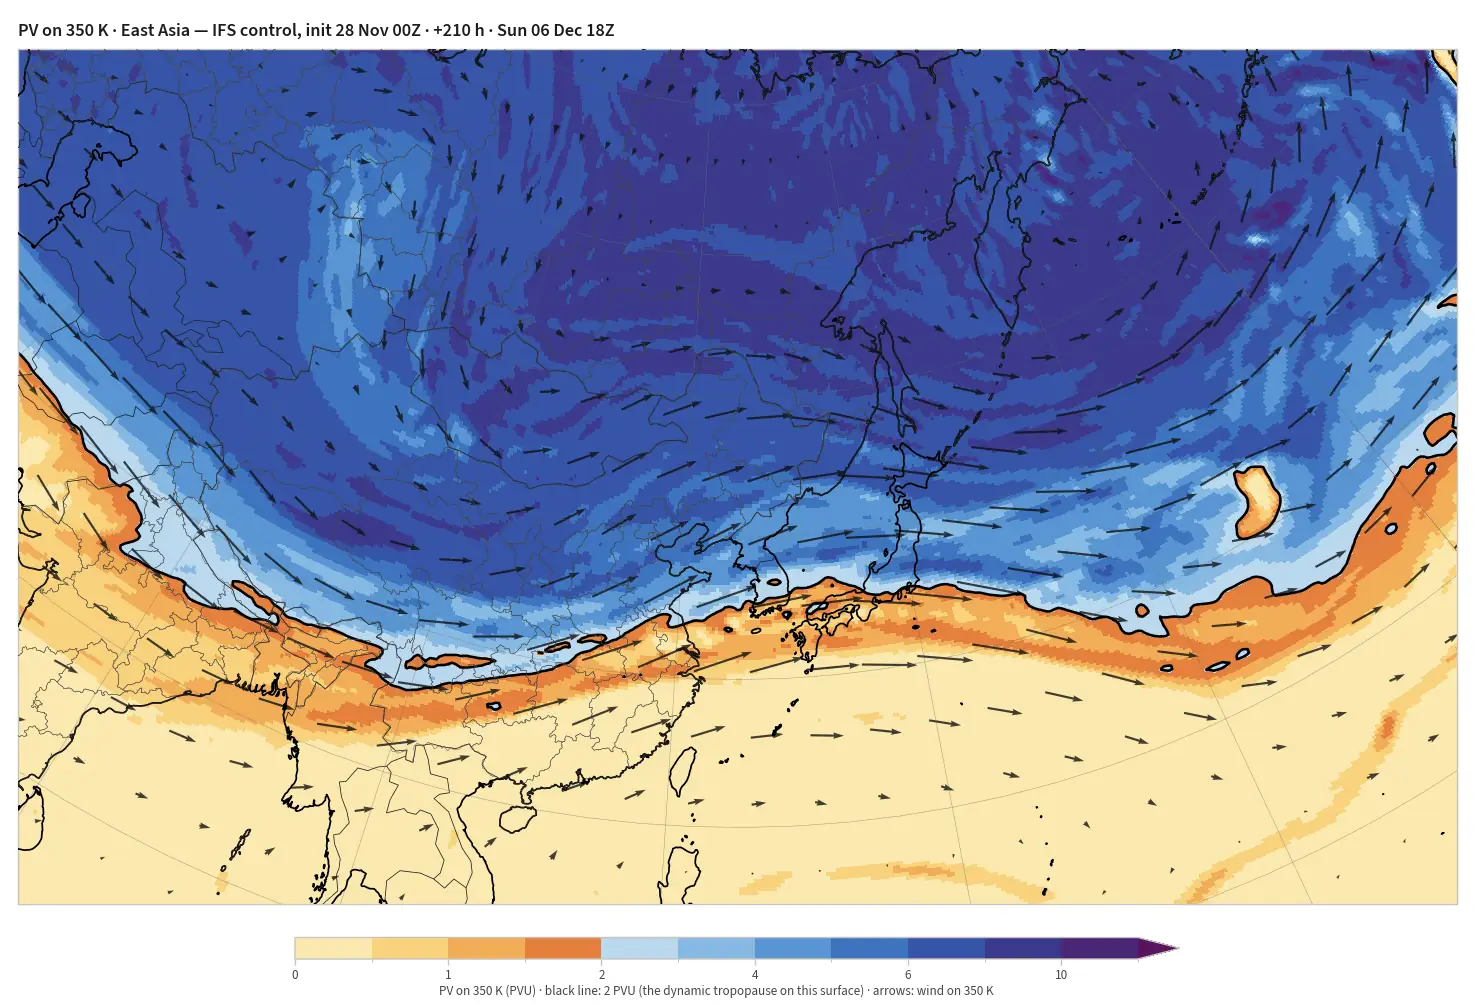 PV on 350 K · East Asia — IFS control, init 28 Nov 00Z · +210 h · Sun 06 Dec 18Z
0 1 2 4 6 10
PV on 350 K (PVU) · black line: 2 PVU (the dynamic tropopause on this surface) · arrows: wind on 350 K